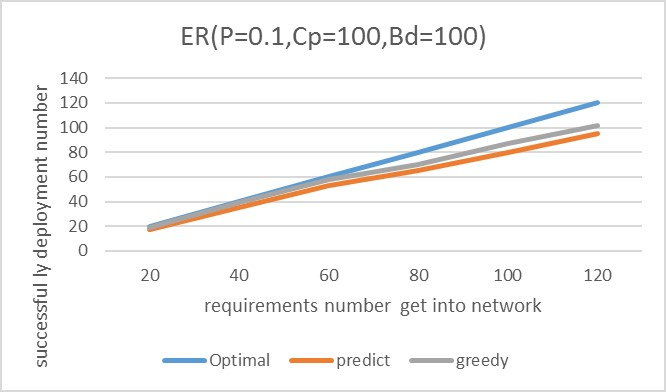 ER(P=0.1,Cp=100,Bd=100)
successful ly deployment number
140
120
100
80
60
40
20
0
20 40 60 80 100 120
requirements number get into network
Optimal predict greedy